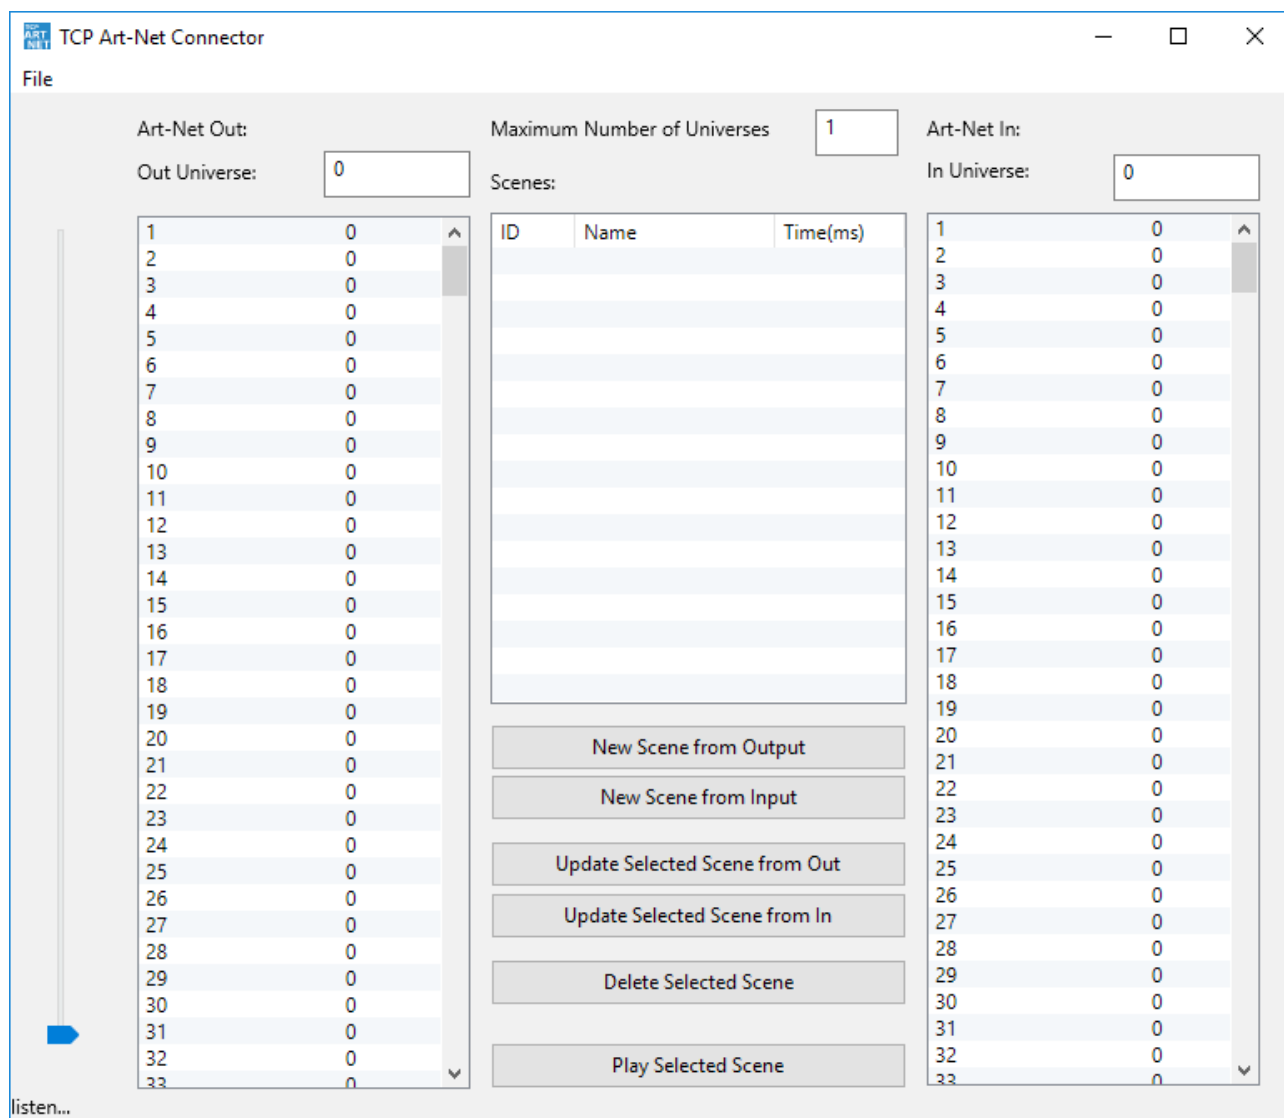 TCP ART NET TCP Art-Net Connector
File
Art-Net Out: Maximum Number of Universes 1 Art-Net In:
Out Universe: 0 Scenes: In Universe: 0
ID Name Time(ms)
1 0 1 0
2 0 2 0
3 0 3 0
4 0 4 0
5 0 5 0
6 0 6 0
7 0 7 0
8 0 8 0
9 0 9 0
10 0 10 0
11 0 11 0
12 0 12 0
13 0 13 0
14 0 14 0
15 0 15 0
16 0 16 0
17 0 17 0
18 0 18 0
19 0 19 0
20 0 New Scene from Output 20 0
21 0 21 0
22 0 New Scene from Input 22 0
23 0 23 0
24 0 24 0
25 0 Update Selected Scene from Out 25 0
26 0 26 0
27 0 Update Selected Scene from In 27 0
28 0 28 0
29 0 Delete Selected Scene 29 0
30 0 30 0
31 0 31 0
32 0 Play Selected Scene 32 0
33 0 33 0
listen...